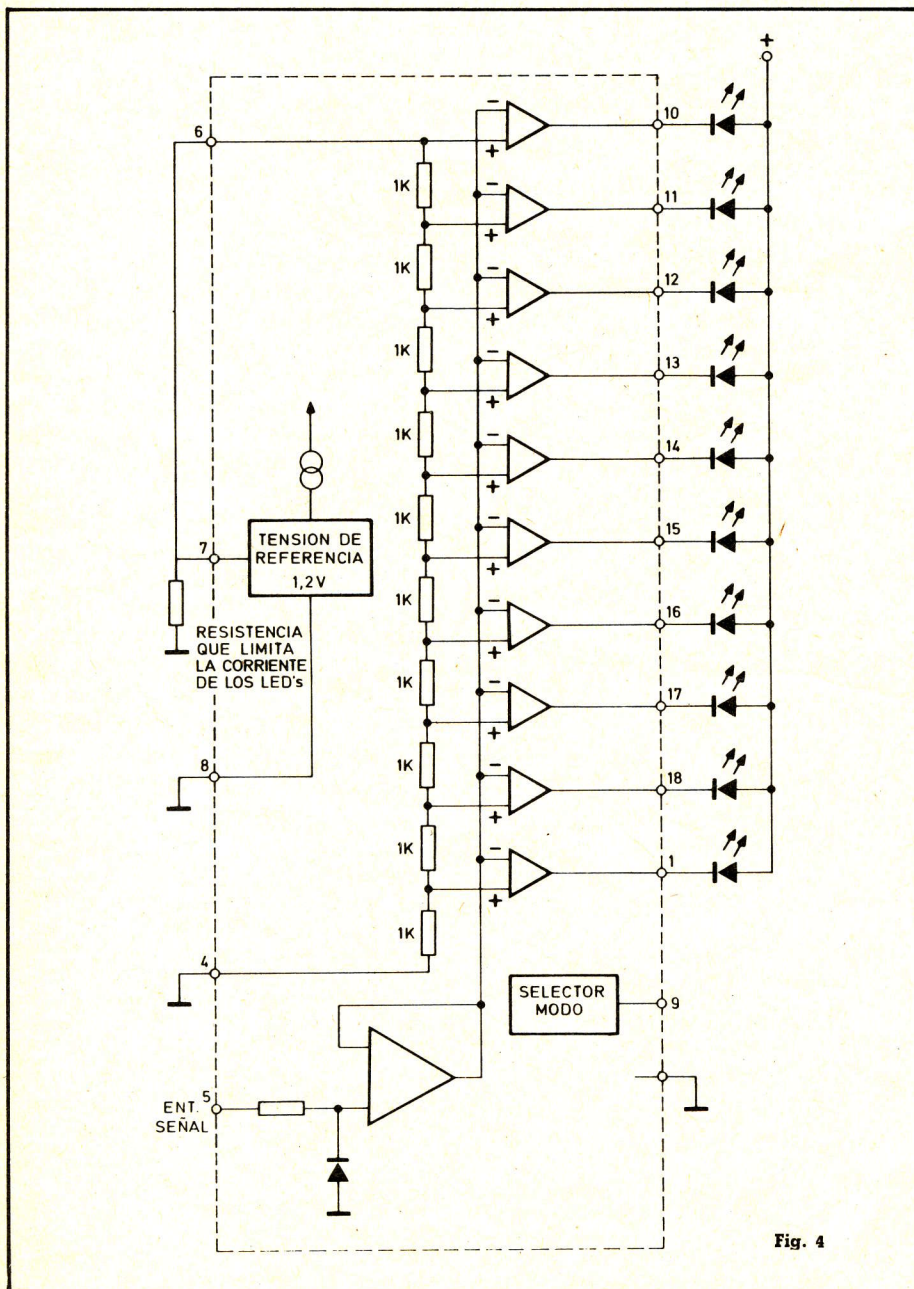 +
6
1K
1K
1K
1K
1K
1K
1K
1K
1K
1K
−
+
10
−
+
11
−
+
12
−
+
13
−
+
14
−
+
15
−
+
16
−
+
17
−
+
18
−
+
1
7
TENSION DE
REFERENCIA
1,2V
RESISTENCIA
QUE LIMITA
LA CORRIENTE
DE LOS LED's
8
4
SELECTOR
MODO
9
5
ENT.
SEÑAL
Fig. 4